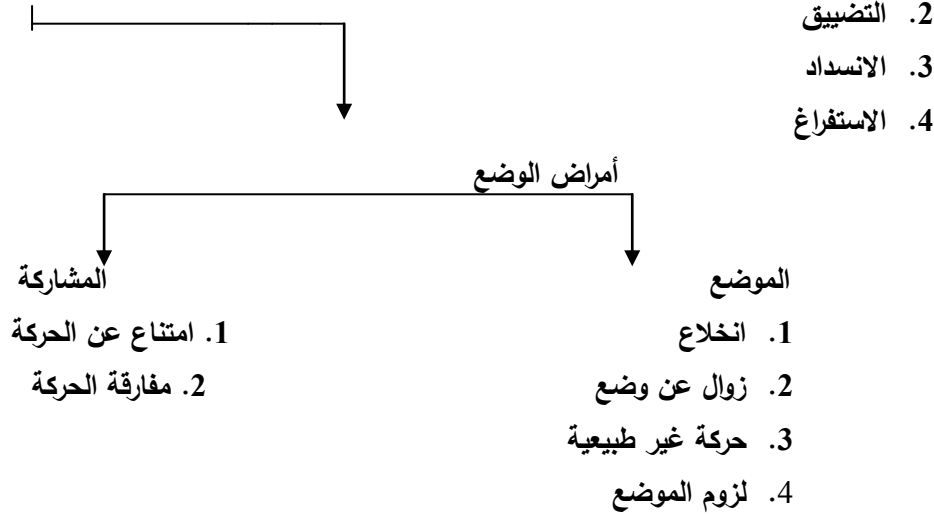 2. التضييق
3. الانسداد
4. الاستفراغ
أمراض الوضع
الموضع
1. انخلاع
2. زوال عن وضع
3. حركة غير طبيعية
4. لزوم الموضع
المشاركة
1. امتناع عن الحركة
2. مفارقة الحركة